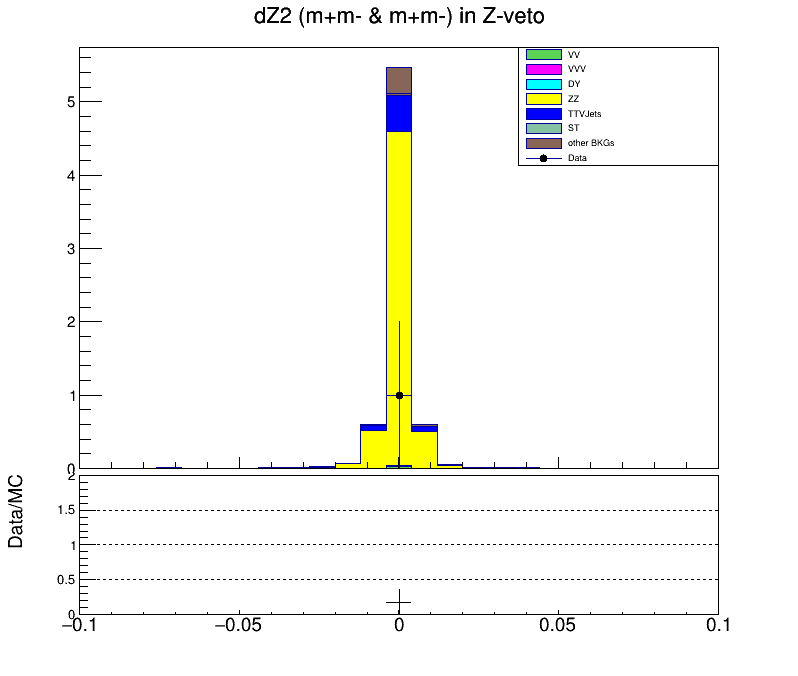 dZ2 (m+m- & m+m-) in Z-veto
VV
VVV
DY
ZZ
TTVJets
ST
other BKGs
Data
5
4
3
2
1
0
Data/MC
2
1.5
1
0.5
0
−0.1 −0.05 0 0.05 0.1